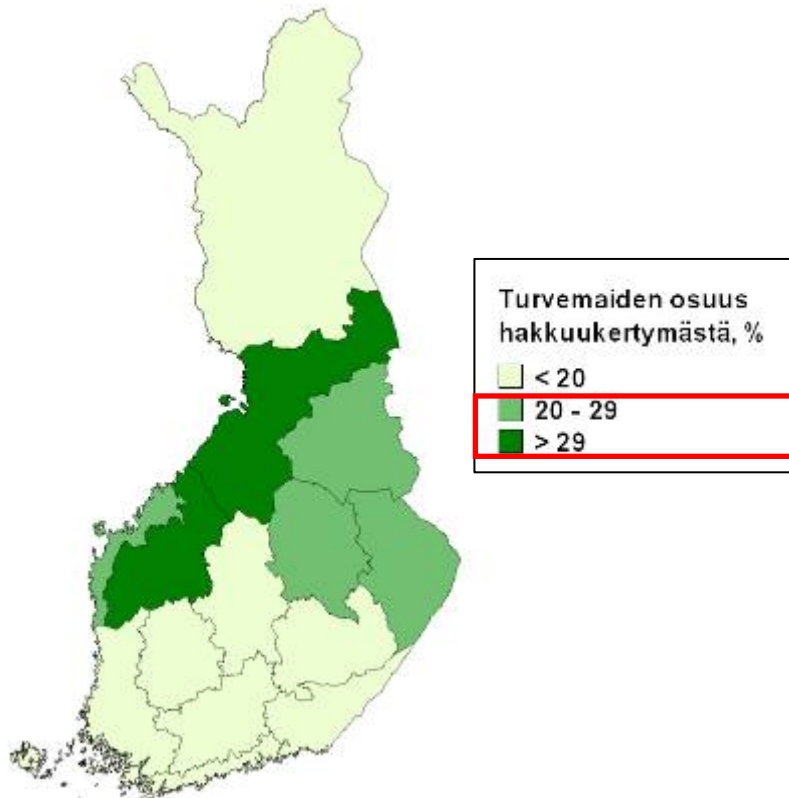 Turvemaiden osuus
hakkuukertymästä, %
< 20
20 - 29
> 29